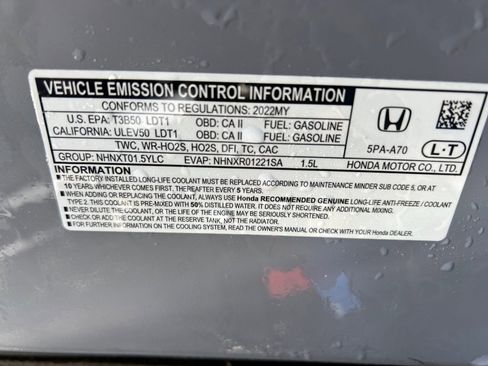 VEHICLE EMISSION CONTROL INFORMATION
CONFORMS TO REGULATIONS: 2022MY
U.S. EPA: T3B50 LDT1 OBD: CA II FUEL: GASOLINE
CALIFORNIA: ULEV50 LDT1 OBD: CA II FUEL: GASOLINE
TWC, WR-HO2S, HO2S, DFI, TC, CAC
GROUP: NHNXT01.5YLC EVAP: NHNXR01221SA 1.5L
5PA-A70 L·T
HONDA MOTOR CO., LTD.
■THE FACTORY-INSTALLED LONG-LIFE COOLANT MUST BE REPLACED ACCORDING TO MAINTENANCE MINDER SUB CODE 5, OR AT
10 YEARS WHICHEVER COMES FIRST, THEREAFTER EVERY 5 YEARS.
■WHEN ADDING OR REPLACING THE COOLANT, ALWAYS USE Honda RECOMMENDED GENUINE LONG-LIFE ANTI-FREEZE / COOLANT
TYPE 2. THIS COOLANT IS PRE-MIXED WITH 50% DISTILLED WATER. IT DOES NOT REQUIRE ANY ADDITIONAL MIXING.
■NEVER DILUTE THE COOLANT, OR THE LIFE OF THE ENGINE MAY BE SERIOUSLY SHORTENED.
■CHECK OR ADD THE COOLANT AT THE RESERVE TANK, NOT THE RADIATOR.
■FOR FURTHER INFORMATION ON THE COOLING SYSTEM, READ THE OWNER'S MANUAL OR CONSULT WITH YOUR Honda DEALER.